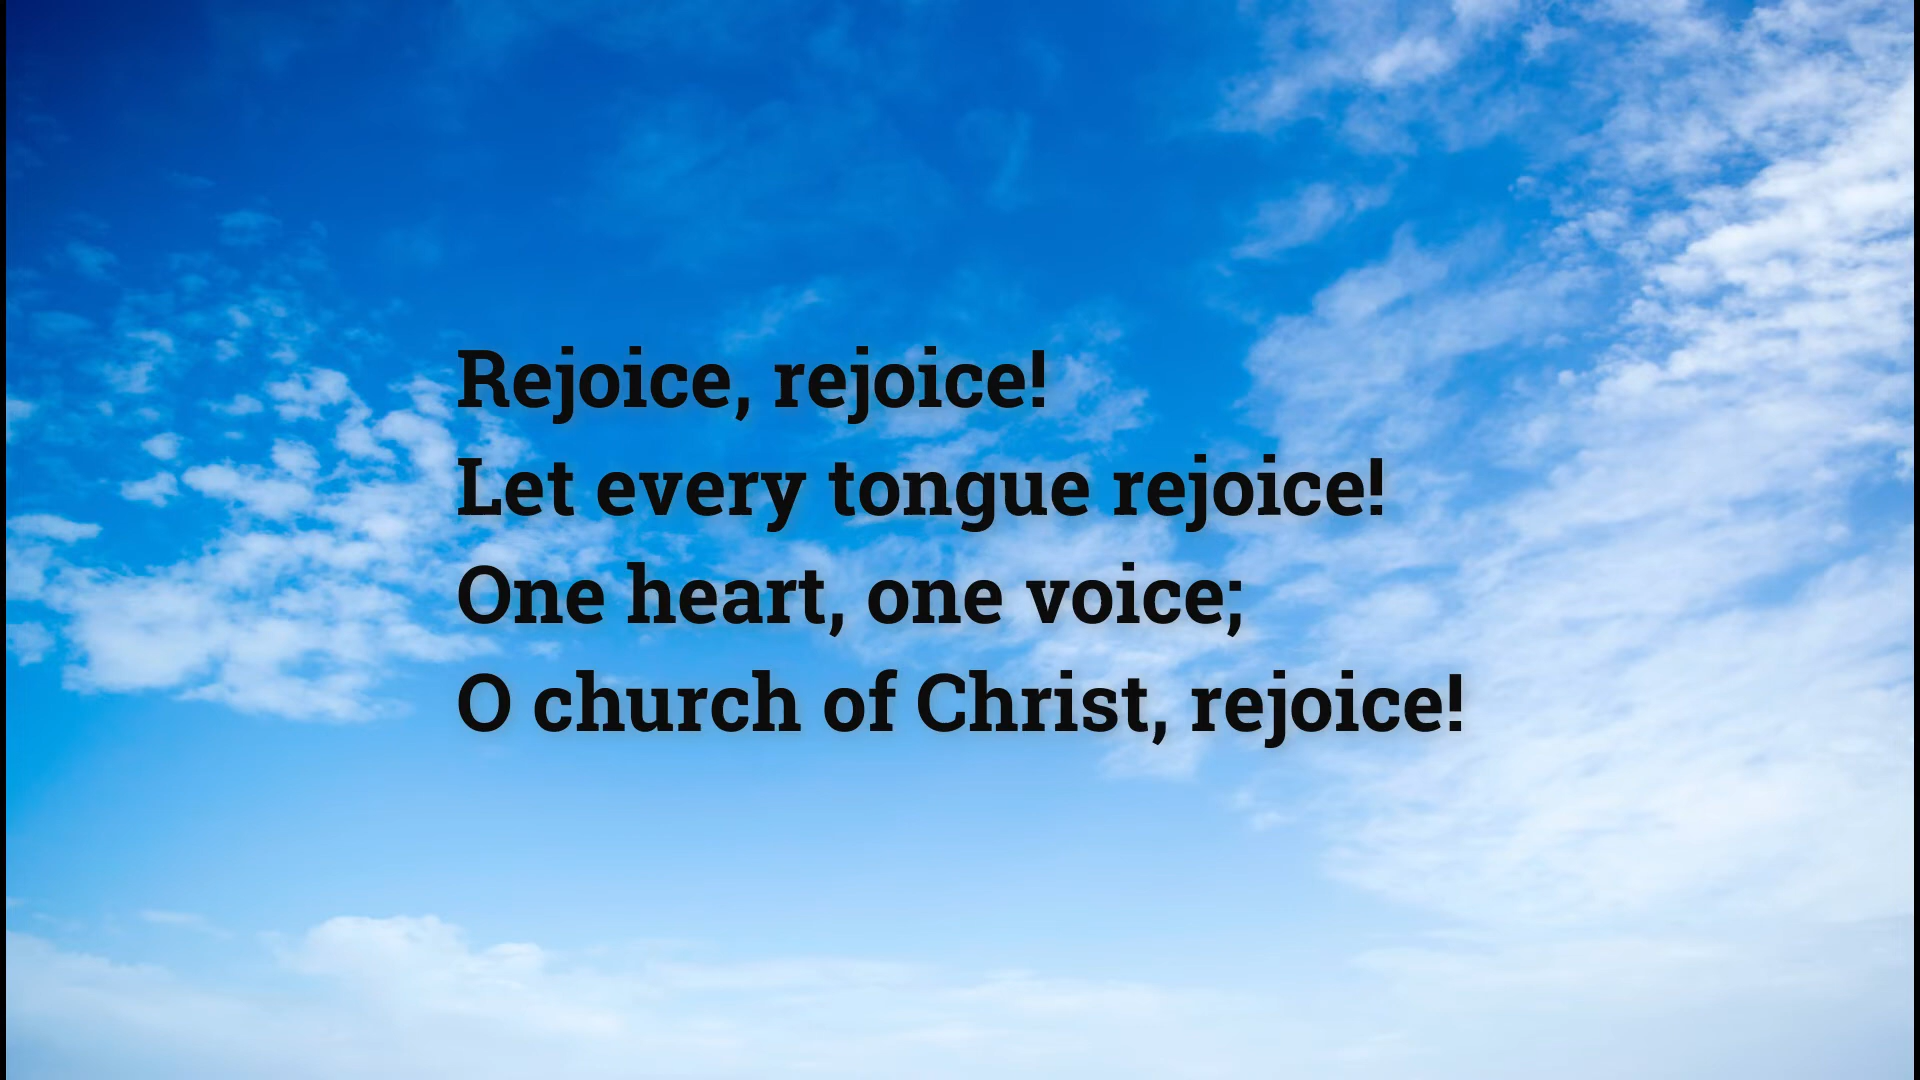 Rejoice, rejoice!
Let every tongue rejoice!
One heart, one voice;
O church of Christ, rejoice!